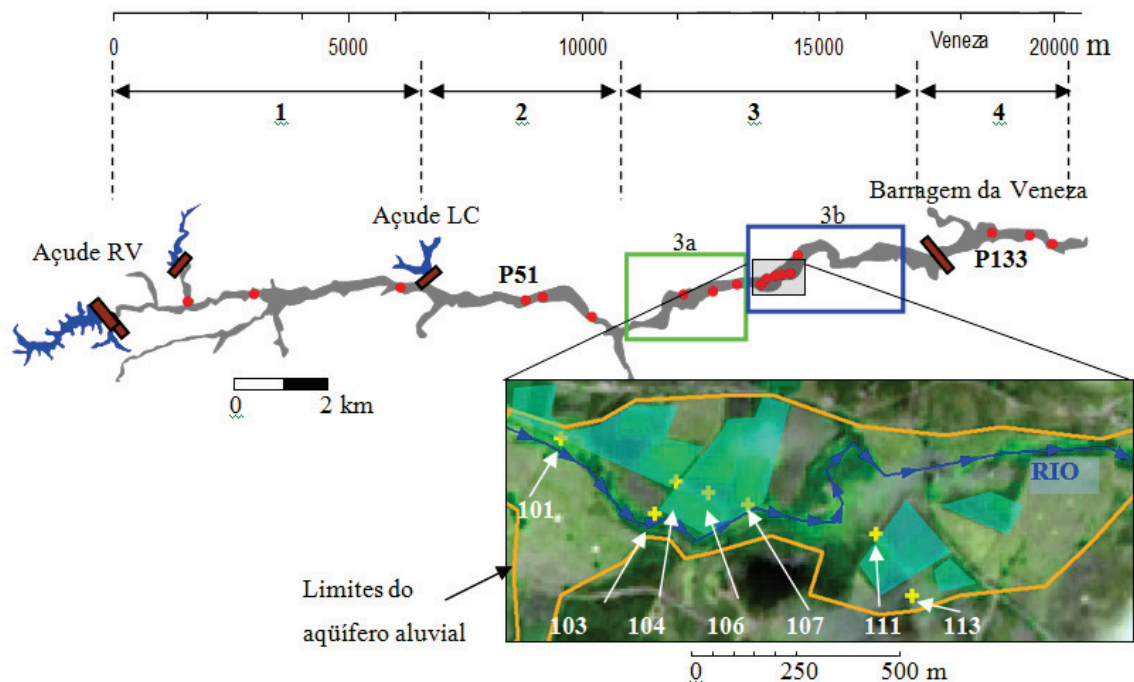 0 5000 10000 15000 Veneza 20000 m
1 2 3 4
Barragem da Veneza
3b
Açude LC
3a
Açude RV
P51
P133
0 2 km
RIO
101
Limites do
aqüífero aluvial
103 104 106 107 111 113
0 250 500 m